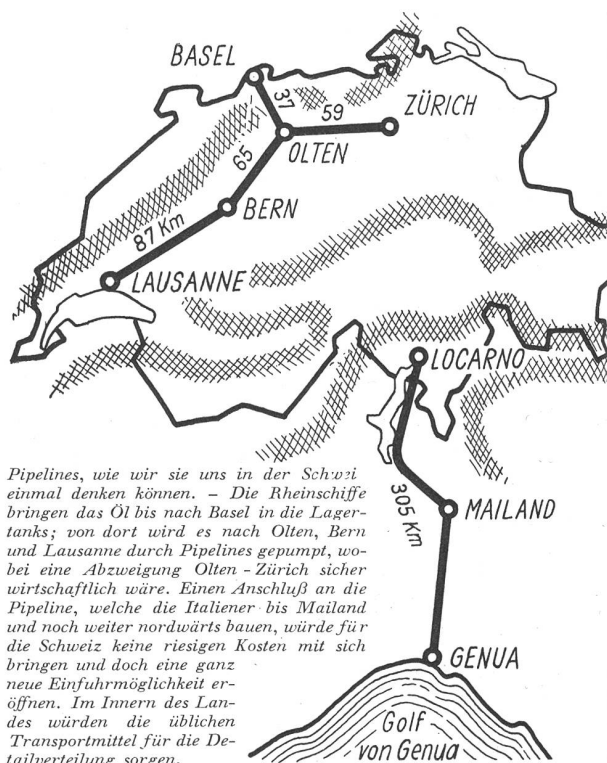 BASEL
37
59
ZÜRICH
OLTEN
65
BERN
87 Km
LAUSANNE
LOCARNO
305 Km
MAILAND
GENUA
Golf
von Genua
Pipelines, wie wir sie uns in der Schweiz
einmal denken können. – Die Rheinschiffe
bringen das Öl bis nach Basel in die Lager-
tanks; von dort wird es nach Olten, Bern
und Lausanne durch Pipelines gepumpt, wo-
bei eine Abzweigung Olten - Zürich sicher
wirtschaftlich wäre. Einen Anschluß an die
Pipeline, welche die Italiener bis Mailand
und noch weiter nordwärts bauen, würde für
die Schweiz keine riesigen Kosten mit sich
bringen und doch eine ganz
neue Einfuhrmöglichkeit er-
öffnen. Im Innern des Lan-
des würden die üblichen
Transportmittel für die De-
tailverteilung sorgen.